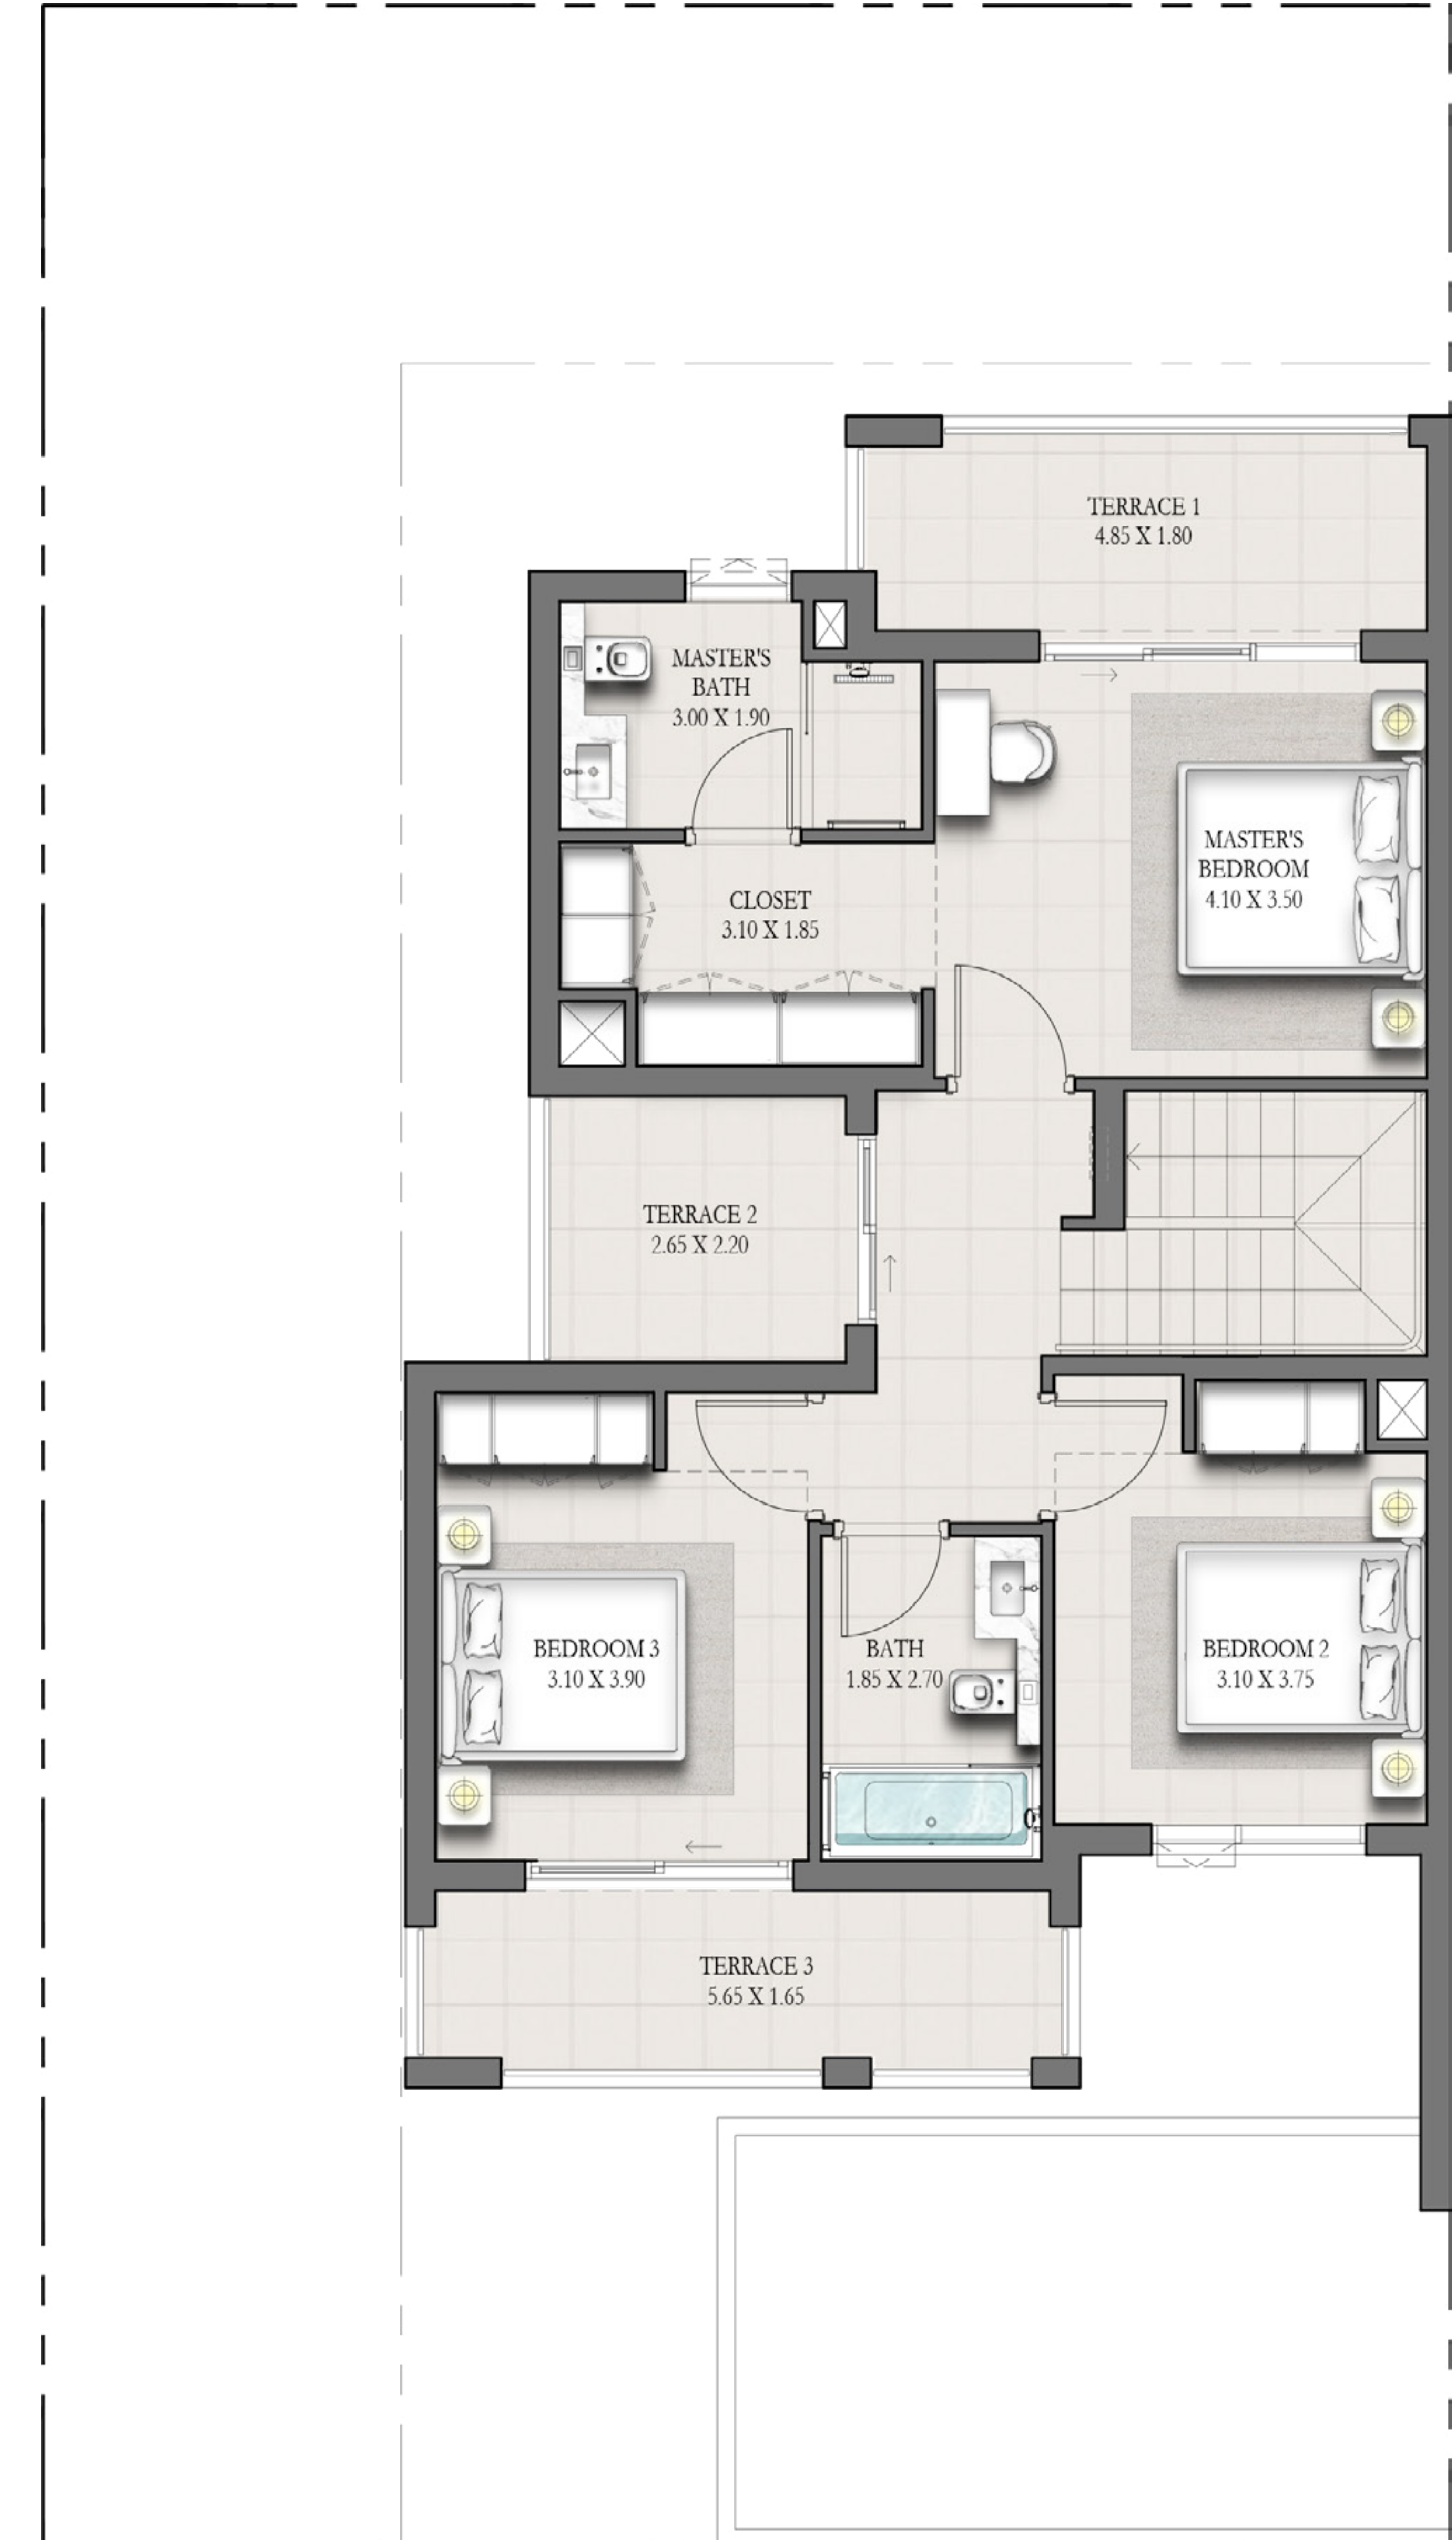 TERRACE 1
4.85 X 1.80
MASTER'S
BATH
3.00 X 1.90
MASTER'S
BEDROOM
4.10 X 3.50
CLOSET
3.10 X 1.85
TERRACE 2
2.65 X 2.20
BEDROOM 3
3.10 X 3.90
BATH
1.85 X 2.70
BEDROOM 2
3.10 X 3.75
TERRACE 3
5.65 X 1.65